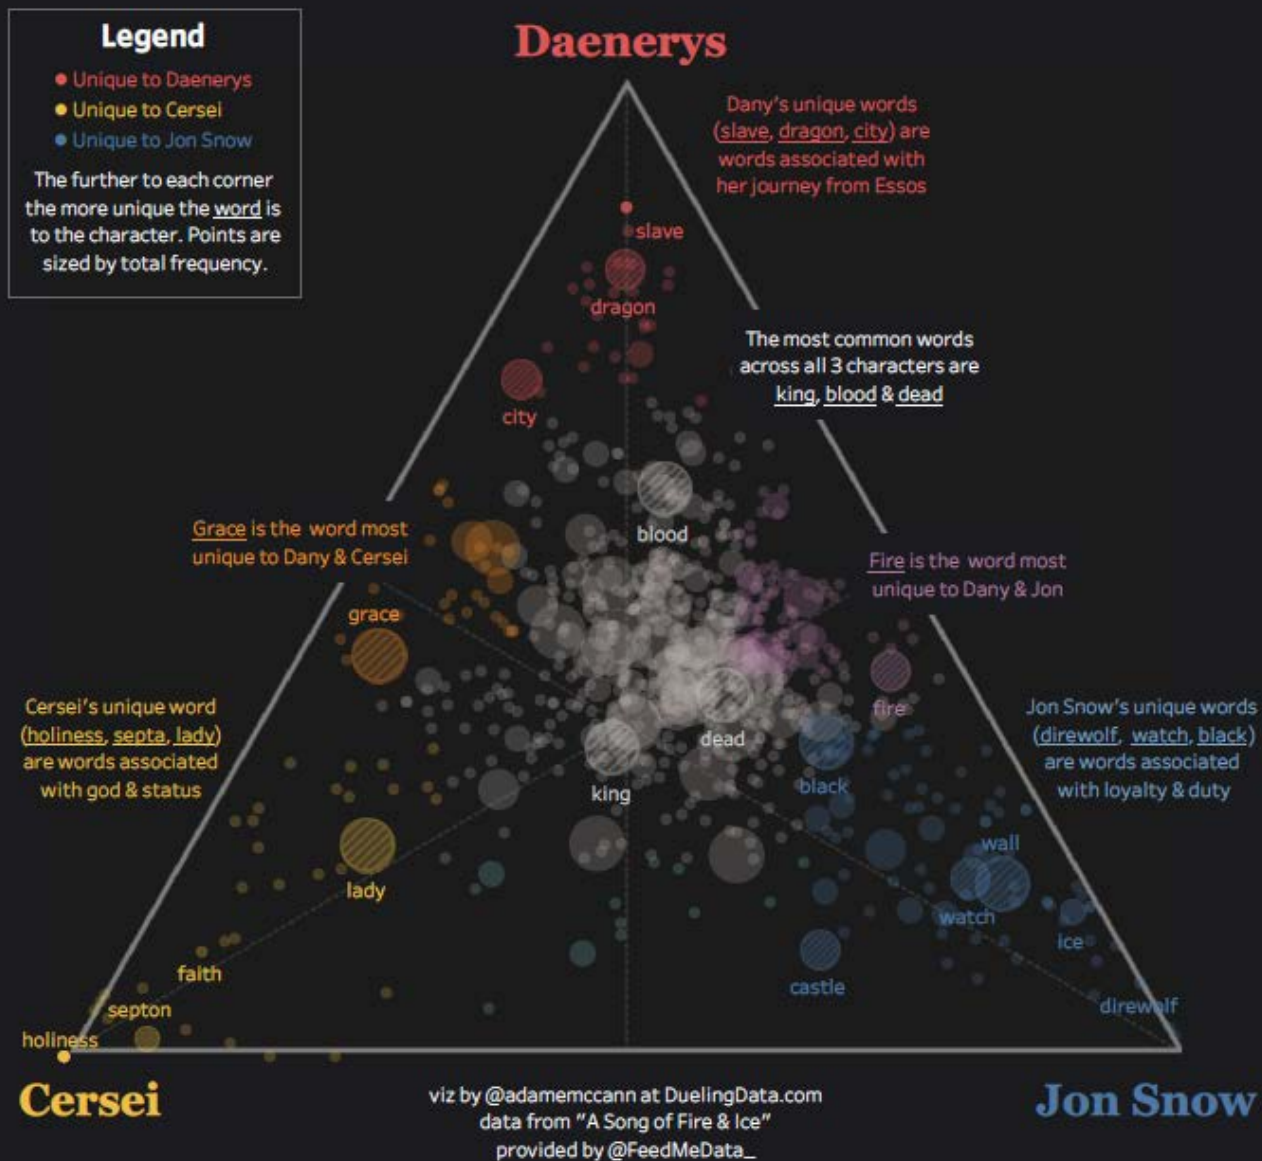 Legend
Unique to Daenerys
Unique to Cersei
Unique to Jon Snow
The further to each corner
the more unique the word is
to the character. Points are
sized by total frequency.
Daenerys
Dany's unique words
(slave, dragon, city) are
words associated with
her journey from Essos
slave
dragon
The most common words
across all 3 characters are
king, blood & dead
city
Grace is the word most
unique to Dany & Cersei
blood
Fire is the word most
unique to Dany & Jon
grace
Cersei's unique word
(holiness, septa, lady)
are words associated
with god & status
fire
Jon Snow's unique words
(direwolf, watch, black)
are words associated
with loyalty & duty
dead
king
black
wall
lady
watch
ice
faith
castle
septon
direwolf
holiness
Cersei
viz by @adamemccann at DuelingData.com
data from "A Song of Fire & Ice"
provided by @FeedMeData_
Jon Snow